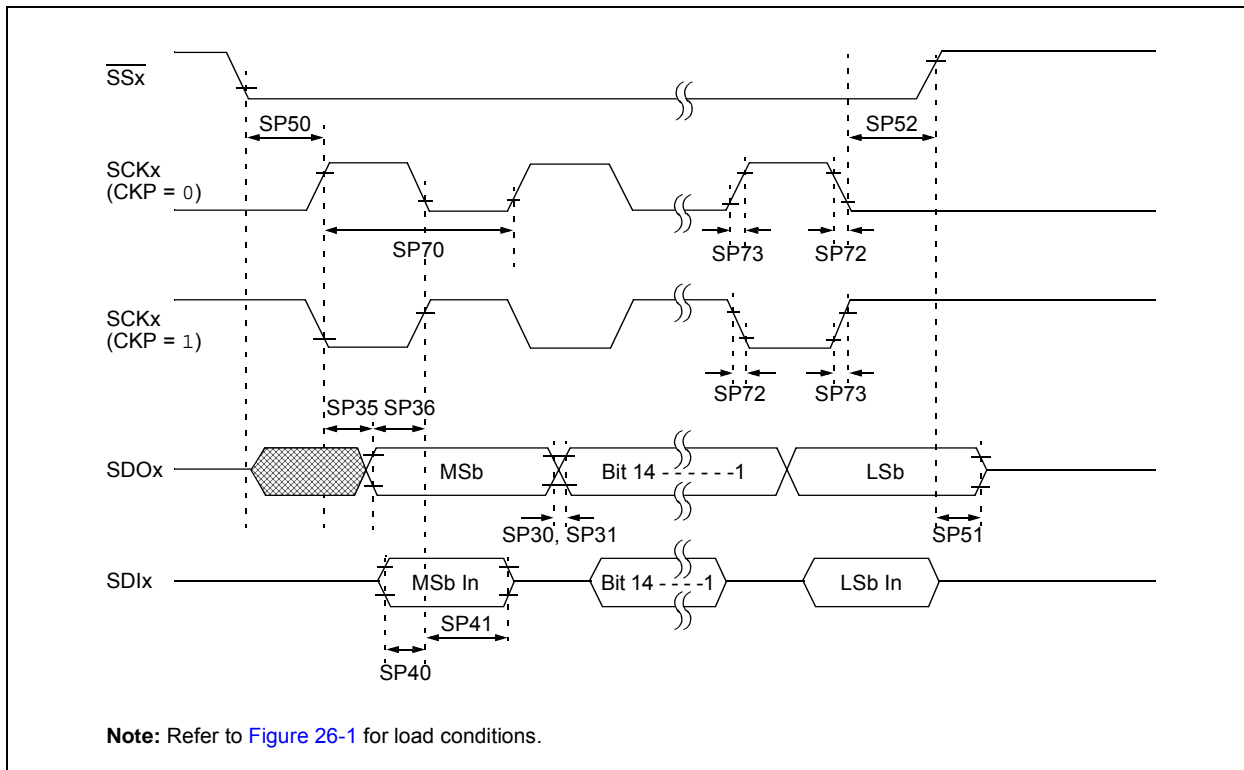 SSx
SP50
SP52
SCKx
(CKP = 0)
SP70
SP73
SP72
SCKx
(CKP = 1)
SP72
SP73
SP35
SP36
SDOx
MSb
Bit 14 - - - - - - -1
LSb
SP30, SP31
SP51
SDIx
MSb In
Bit 14 - - - - -1
LSb In
SP41
SP40
Note: Refer to Figure 26-1 for load conditions.